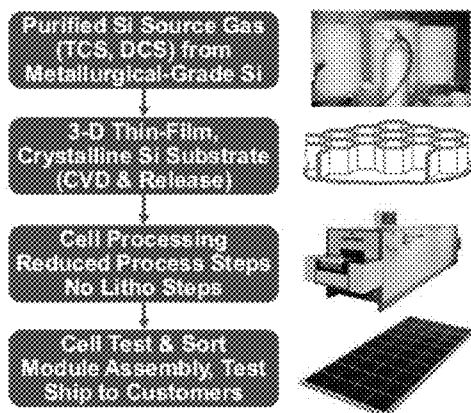 Purified Si Source Gas
(TCS, DCS) from
Metallurgical-Grade Si
3-D Thin-Film,
Crystalline Si Substrate
(CVD & Release)
Cell Processing
Reduced Process Steps
No Litho Steps
Cell Test & Sort
Module Assembly, Test
Ship to Customers